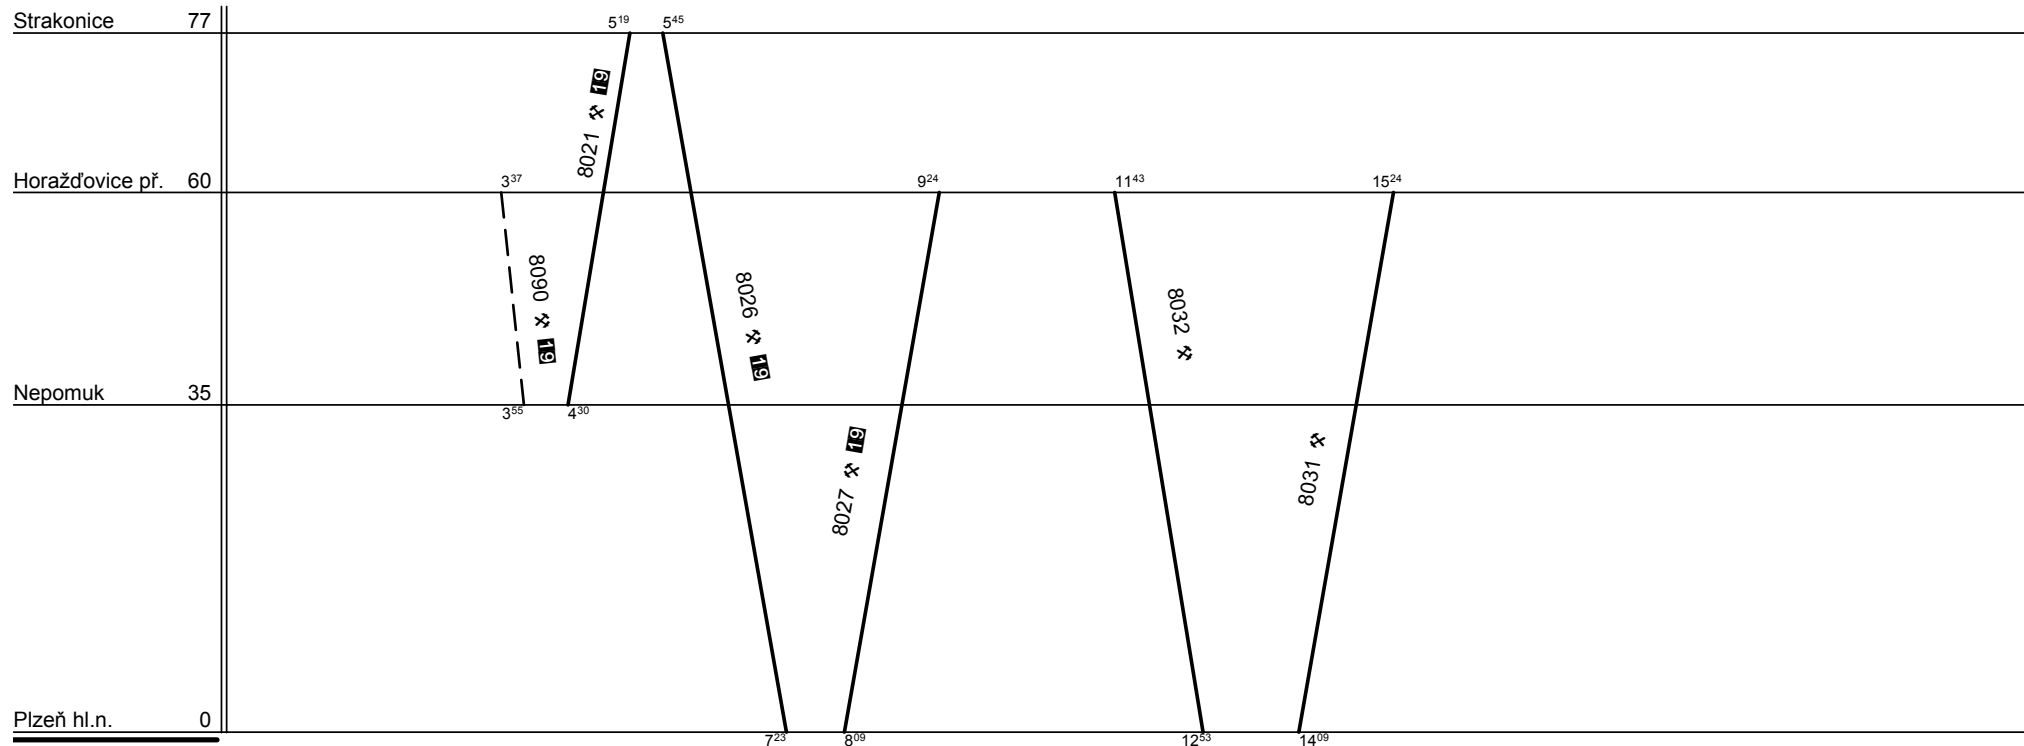 Strakonice 77 5¹⁹ 5⁴⁵
8021 ⚒ 19
Horažďovice př. 60 3³⁷ 9²⁴ 11⁴³ 15²⁴
8090 ⚒ 19
8026 ⚒ 19
8032 ⚒
Nepomuk 35
3⁵⁵ 4³⁰
8027 ⚒ 19
8031 ⚒
Plzeň hl.n. 0
7²³ 8⁰⁹ 12⁵³ 14⁰⁹